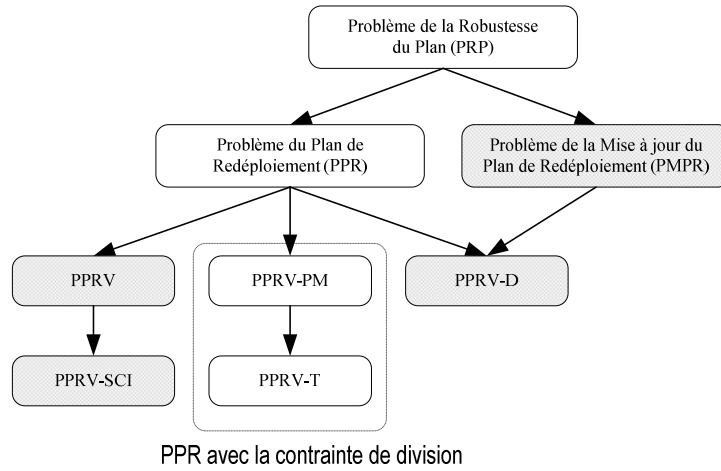 Problème de la Robustesse
du Plan (PRP)
Problème du Plan de
Redéploiement (PPR)
Problème de la Mise à jour du
Plan de Redéploiement (PMPR)
PPRV
PPRV-PM
PPRV-D
PPRV-SCI
PPRV-T
PPR avec la contrainte de division